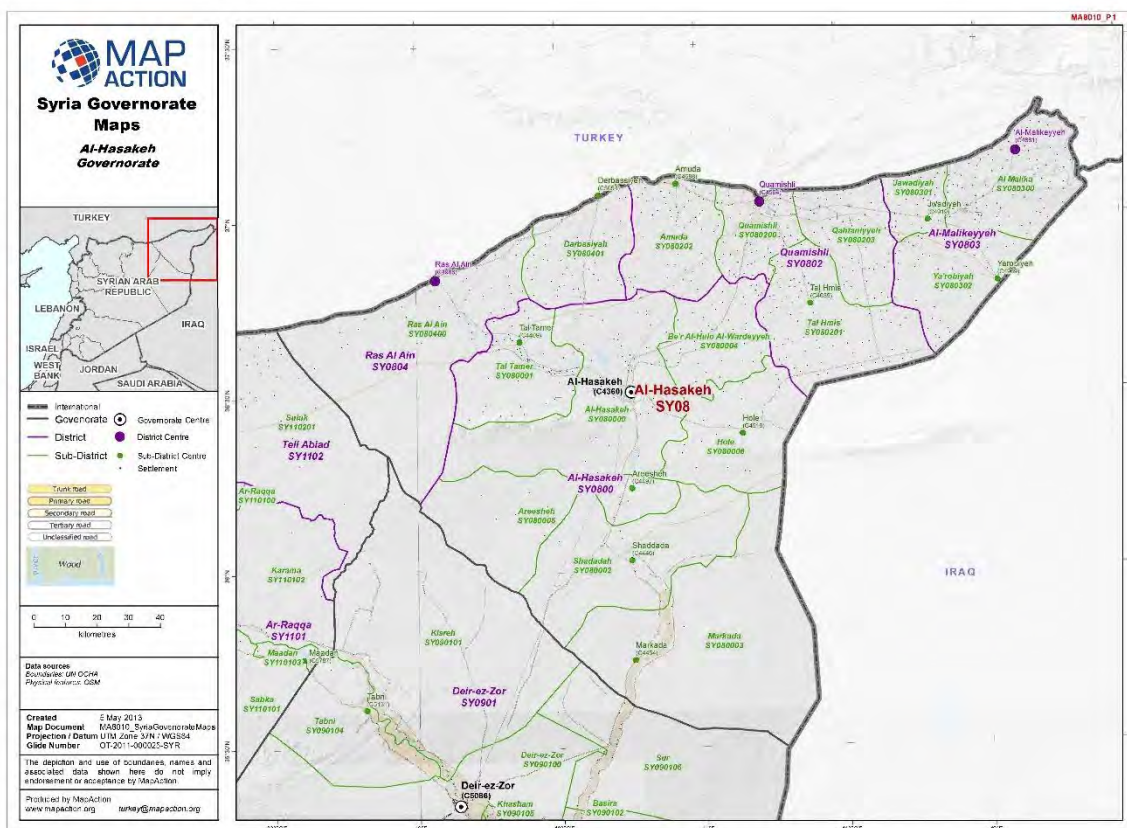 MA8010_P1
MAP
ACTION
Syria Governorate
Maps
Al-Hasakeh
Governorate
TURKEY
SYRIAN ARAB
REPUBLIC
LEBANON
IRAQ
ISRAEL
WEST
BANK
JORDAN
SAUDI ARABIA
International
Governorate
District
Sub-District
Governorate Centre
District Centre
Sub-District Centre
Settlement
Trunk road
Primary road
Secondary road
Tertiary road
Unclassified road
Wood
0 10 20 30 40
kilometres
Data sources
Boundaries: UN OCHA
Physical features: OSM
Created 5 May 2013
Map Document MA8010_SyriaGovernorateMaps
Projection / Datum UTM Zone 37N / WGS84
Glide Number OT-2011-000025-SYR
The depiction and use of boundaries, names and
associated data shown here do not imply
endorsement or acceptance by MapAction.
Produced by MapAction
www.mapaction.org turkey@mapaction.org
TURKEY
Al-Malikeyyeh
Al Malika
SY080300
Jawadiyah
SY080301
Jwadiyah
Al-Malikeyyeh
SY0803
Ya'robiyah
SY080302
Yarobiyeh
Derbassiyeh
Amuda
Quamishli
Darbasiyah
SY080401
Amuda
SY080202
Quamishli
SY080200
Qahtaniyyeh
SY080203
Quamishli
SY0802
Tal Hmis
Tal Hmis
SY080201
Ras Al Ain
Ras Al Ain
SY080400
Ras Al Ain
SY0804
Tal Tamer
Tal Tamer
SY080001
Be'r Al-Hulo Al-Wardeyyeh
SY080004
Al-Hasakeh
(C4360)
Al-Hasakeh
SY08
Al-Hasakeh
SY080000
Hole
Hole
SY080006
Suluk
SY110201
Tell Abiad
SY1102
Al-Hasakeh
SY0800
Areesheh
Areesheh
SY080005
Ar-Raqqa
SY110100
Shaddada
Shadadah
SY080002
Karama
SY110102
IRAQ
Ar-Raqqa
SY1101
Kisreh
SY090101
Markada
Markada
SY080003
Maadan
SY110103
Maadan
Sabka
SY110101
Tabni
Tabni
SY090104
Deir-ez-Zor
SY0901
Deir-ez-Zor
SY090100
Sur
SY090106
Deir-ez-Zor
(C5086)
Khasham
SY090105
Basira
SY090102